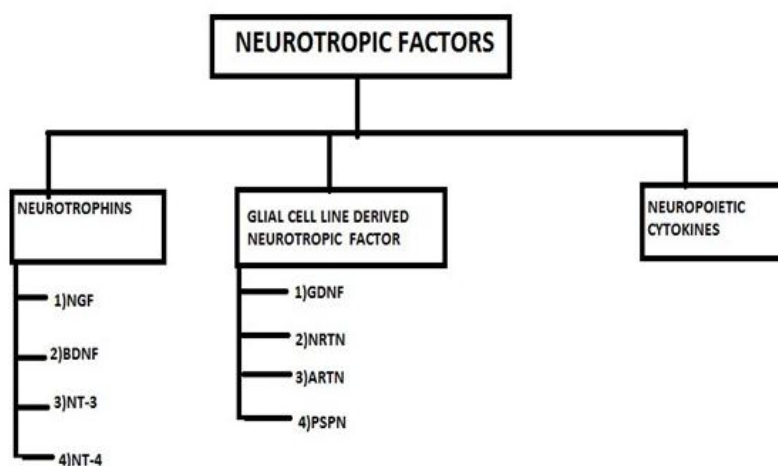 NEUROTROPIC FACTORS
NEUROTROPHINS
1)NGF
2)BDNF
3)NT-3
4)NT-4
GLIAL CELL LINE DERIVED
NEUROTROPIC FACTOR
1)GDNF
2)NRTN
3)ARTN
4)PSPN
NEUROPOIETIC
CYTOKINES